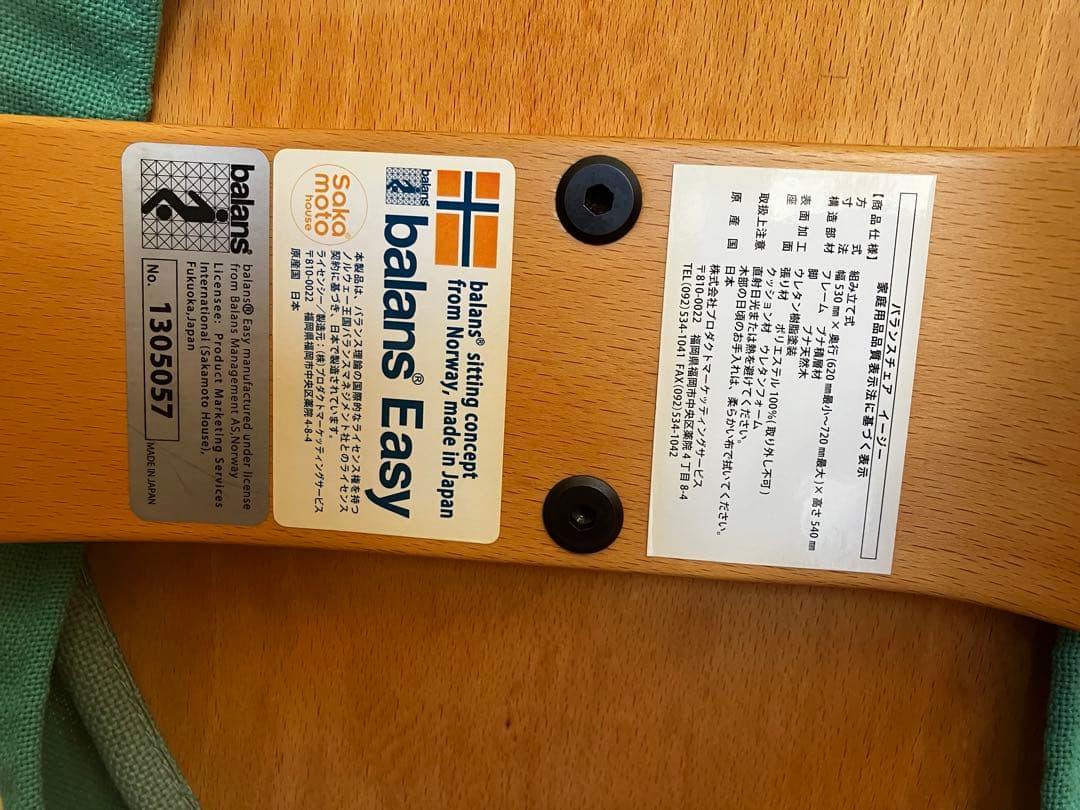 バランスチェア　イージー
家庭用品品質表示法に基づく表示
【商品仕様】
方　　式　組み立て式
寸　　法　幅530㎜×奥行(620㎜最小～720㎜最大)×高さ540㎜
構造部材　フレーム　ブナ積層材
脚　ブナ天然木
表面加工　ウレタン樹脂塗装
座　　面　張り材　ポリエステル100%(取り外し不可)
クッション材　ウレタンフォーム
取扱上注意　直射日光または熱を避けてください。
木部の日頃のお手入れは、柔らかい布で拭いてください。
原　産　国　日本
株式会社プロダクトマーケッティングサービス
〒810-0022　福岡県福岡市中央区薬院4丁目8-4
TEL(092)534-1041 FAX(092)534-1042
balans® sitting concept
from Norway, made in Japan
balans
balans® Easy
Saka
moto
house
本製品は、バランス理論の国際的なライセンス権を持つ
ノルウェー王国バランスマネジメント社とのライセンス
契約に基づき、日本で製造されています。
ライセンシー/製造元:(株)プロダクトマーケッティングサービス
〒810-0022　福岡県福岡市中央区薬院4-8-4
原産国　日本
balans®
balans® Easy manufactured under license
from Balans Management AS,Norway
Licensee: Product Marketing Services
International (Sakamoto House),
Fukuoka,Japan
No. 1305057
MADE IN JAPAN